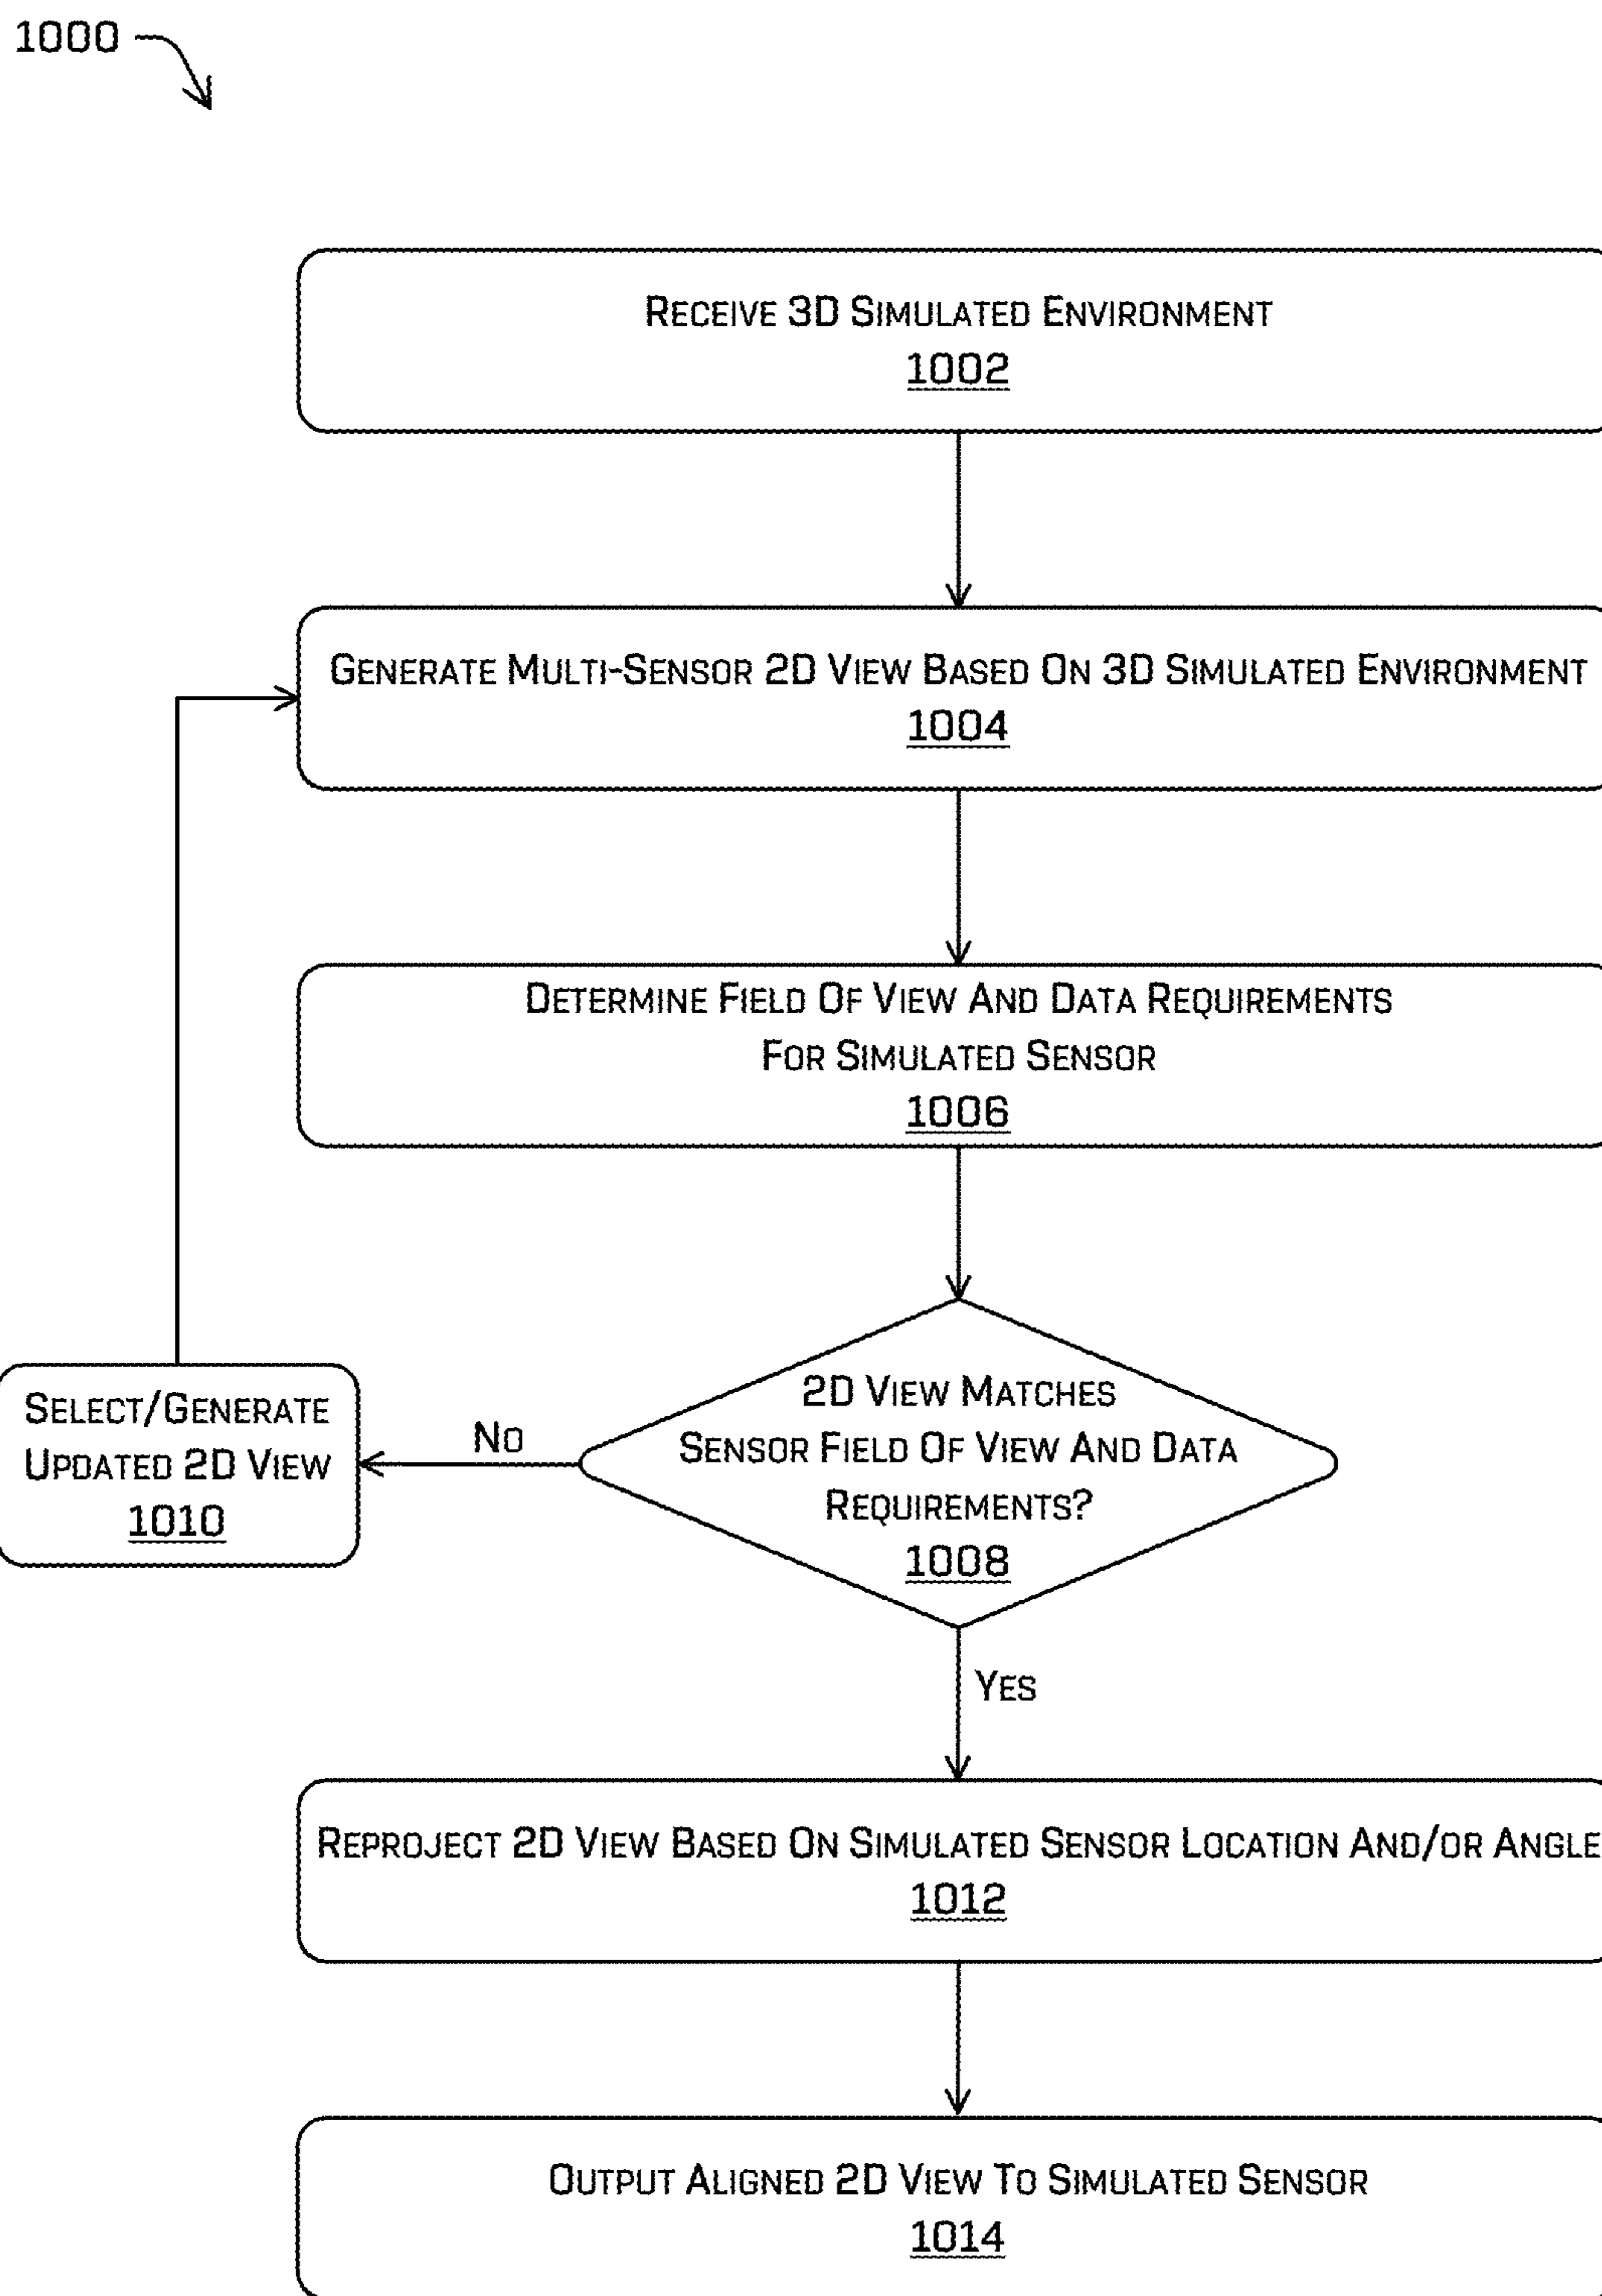 1000
Receive 3D Simulated Environment
1002
Generate Multi-Sensor 2D View Based On 3D Simulated Environment
1004
Determine Field Of View And Data Requirements
For Simulated Sensor
1006
2D View Matches
Sensor Field Of View And Data
Requirements?
1008
No
Select/Generate
Updated 2D View
1010
Yes
Reproject 2D View Based On Simulated Sensor Location And/or Angle
1012
Output Aligned 2D View To Simulated Sensor
1014